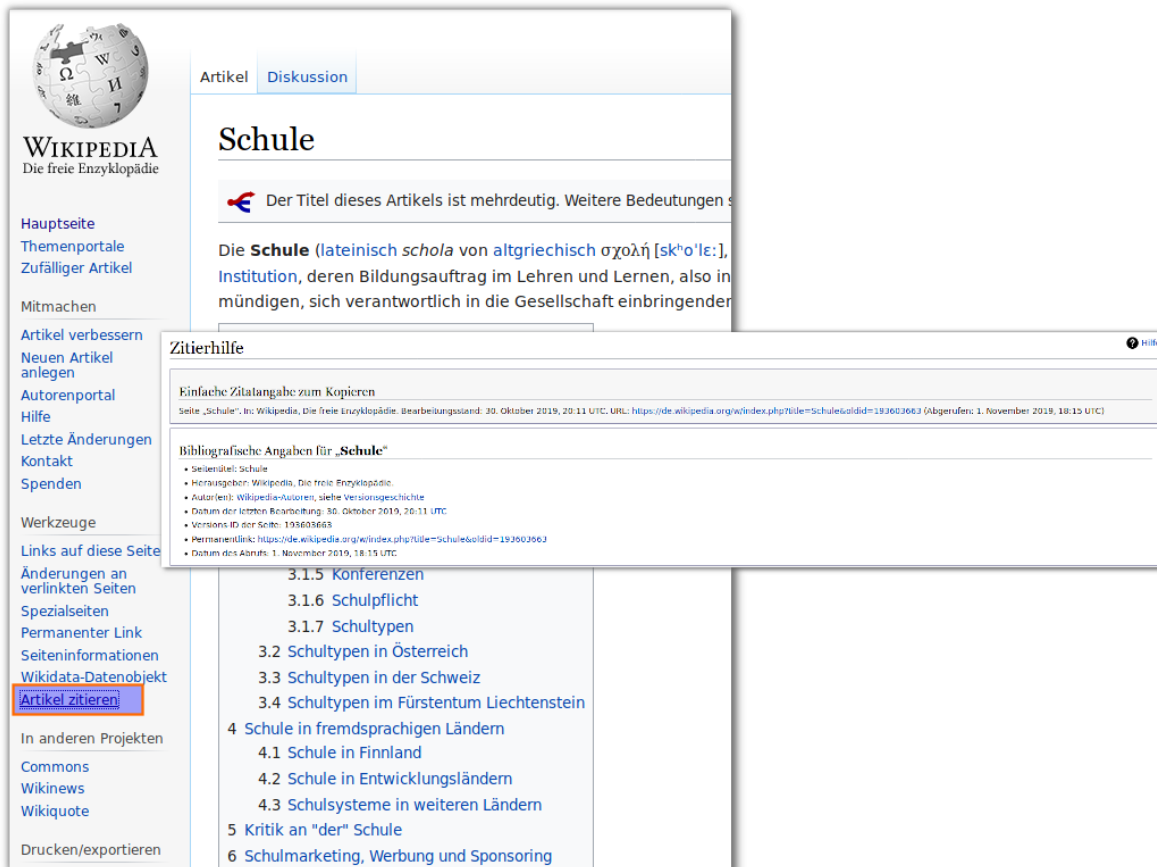 WIKIPEDIA
Die freie Enzyklopädie
Hauptseite
Themenportale
Zufälliger Artikel
Mitmachen
Artikel verbessern
Neuen Artikel
anlegen
Autorenportal
Hilfe
Letzte Änderungen
Kontakt
Spenden
Werkzeuge
Links auf diese Seite
Änderungen an
verlinkten Seiten
Spezialseiten
Permanenter Link
Seiteninformationen
Wikidata-Datenobjekt
Artikel zitieren
In anderen Projekten
Commons
Wikinews
Wikiquote
Drucken/exportieren
Artikel Diskussion
Schule
Der Titel dieses Artikels ist mehrdeutig. Weitere Bedeutungen s
Die Schule (lateinisch schola von altgriechisch σχολή [skʰoˈlɛː],
Institution, deren Bildungsauftrag im Lehren und Lernen, also in
mündigen, sich verantwortlich in die Gesellschaft einbringender
Zitierhilfe
Hilfe
Einfache Zitatangabe zum Kopieren
Seite „Schule“. In: Wikipedia, Die freie Enzyklopädie. Bearbeitungsstand: 30. Oktober 2019, 20:11 UTC. URL: https://de.wikipedia.org/w/index.php?title=Schule&oldid=193603663 (Abgerufen: 1. November 2019, 18:15 UTC)
Bibliografische Angaben für „Schule“
• Seitentitel: Schule
• Herausgeber: Wikipedia, Die freie Enzyklopädie.
• Autor(en): Wikipedia-Autoren, siehe Versionsgeschichte
• Datum der letzten Bearbeitung: 30. Oktober 2019, 20:11 UTC
• Versions ID der Seite: 193603663
• Permanentlink: https://de.wikipedia.org/w/index.php?title=Schule&oldid=193603663
• Datum des Abrufs: 1. November 2019, 18:15 UTC
3.1.5 Konferenzen
3.1.6 Schulpflicht
3.1.7 Schultypen
3.2 Schultypen in Österreich
3.3 Schultypen in der Schweiz
3.4 Schultypen im Fürstentum Liechtenstein
4 Schule in fremdsprachigen Ländern
4.1 Schule in Finnland
4.2 Schule in Entwicklungsländern
4.3 Schulsysteme in weiteren Ländern
5 Kritik an "der" Schule
6 Schulmarketing, Werbung und Sponsoring